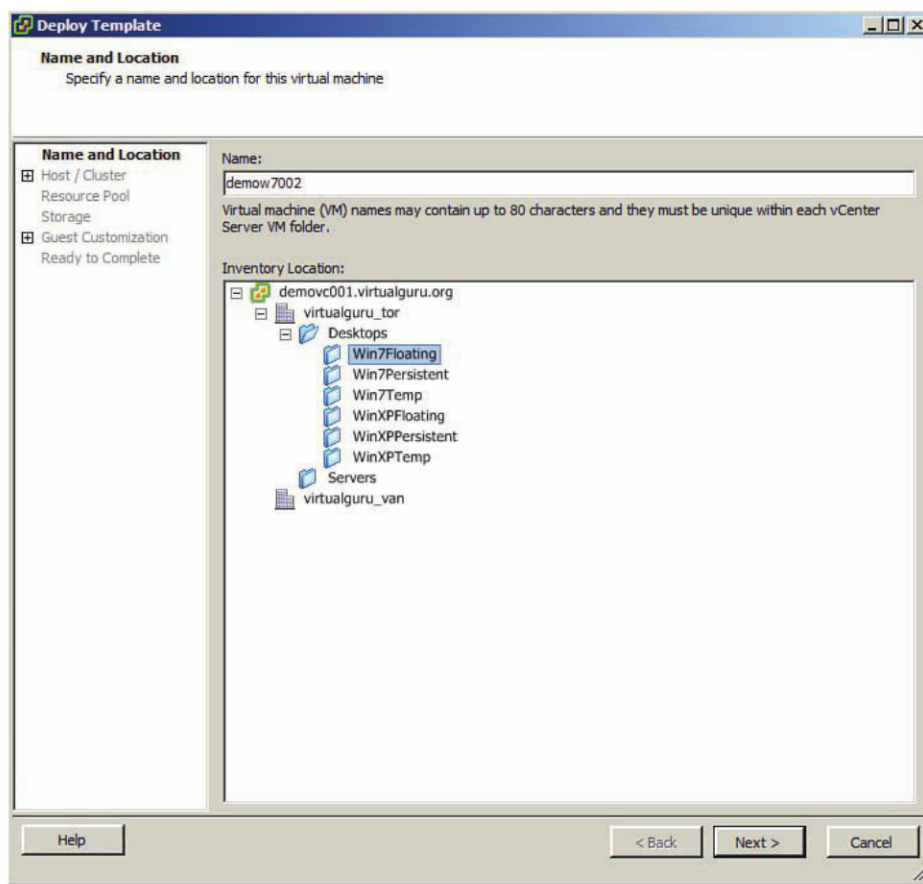 Deploy Template
Name and Location
Specify a name and location for this virtual machine
Name and Location
Host / Cluster
Resource Pool
Storage
Guest Customization
Ready to Complete
Name:
demow7002
Virtual machine (VM) names may contain up to 80 characters and they must be unique within each vCenter
Server VM folder.
Inventory Location:
demovc001.virtualguru.org
virtualguru_tor
Desktops
Win7Floating
Win7Persistent
Win7Temp
WinXPFloating
WinXPPersistent
WinXPTemp
Servers
virtualguru_van
Help
< Back
Next >
Cancel